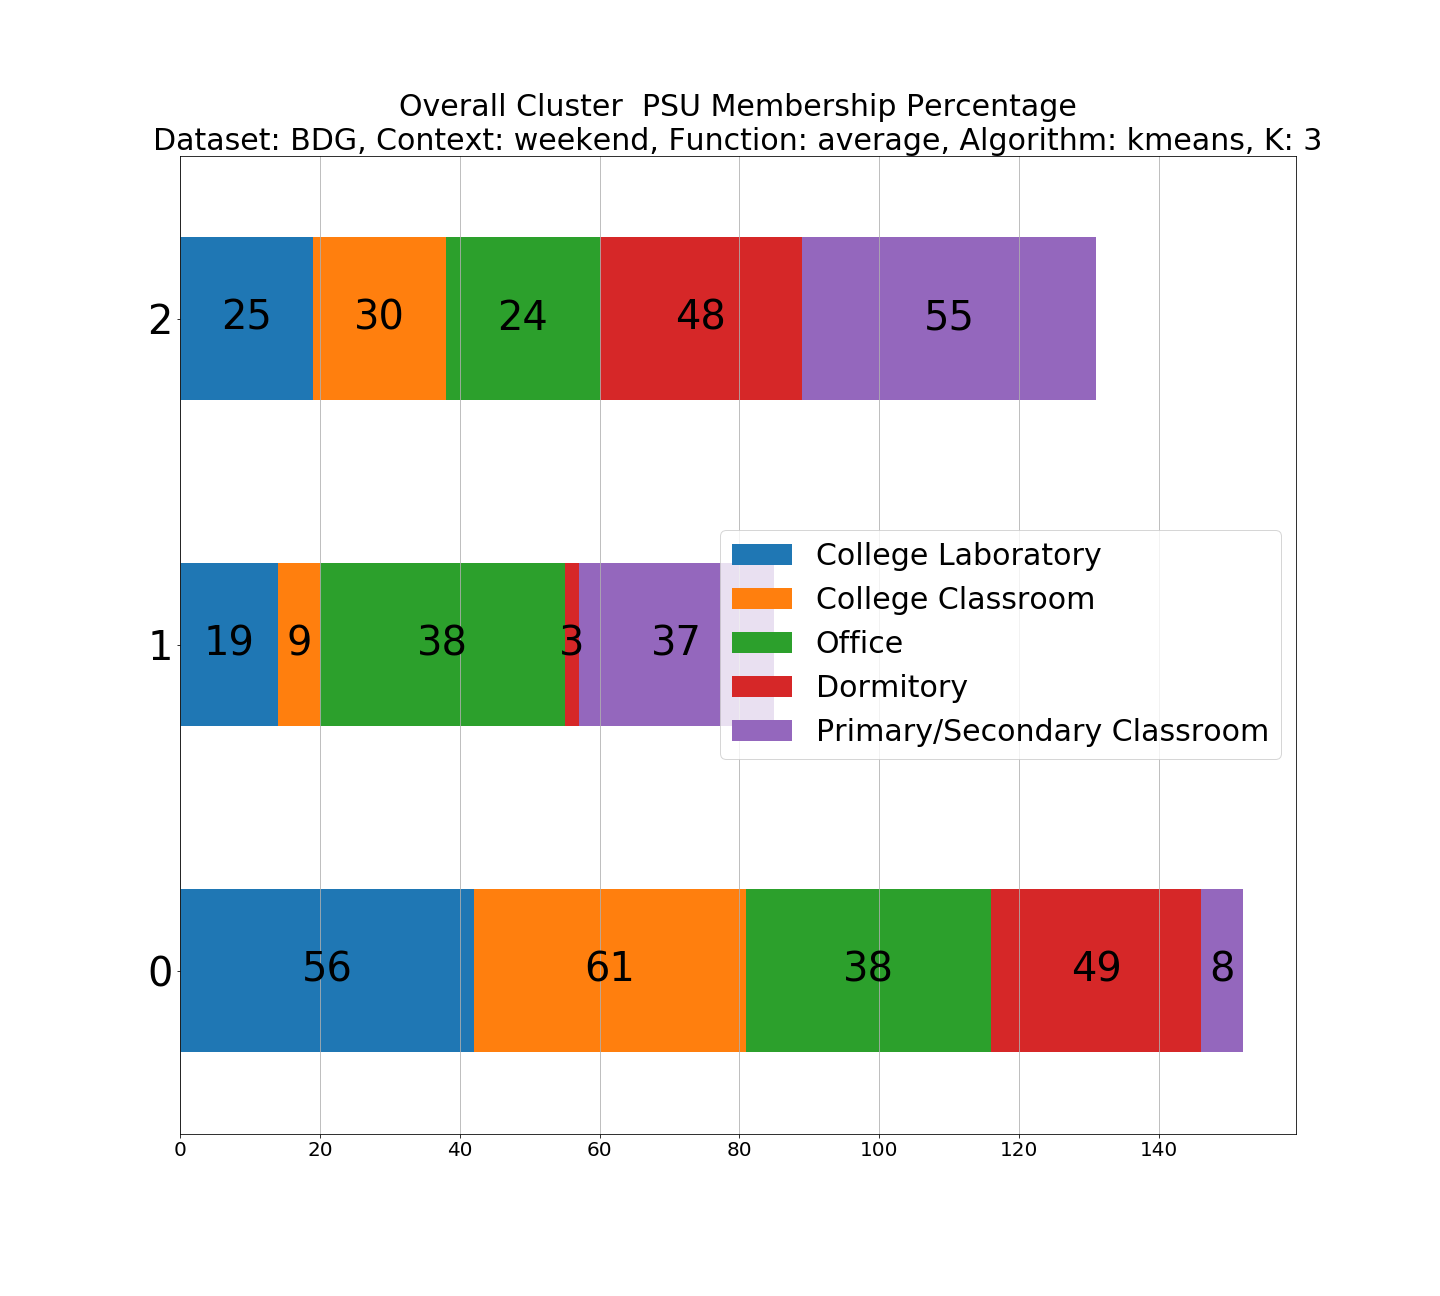 Overall Cluster  PSU Membership Percentage
Dataset: BDG, Context: weekend, Function: average, Algorithm: kmeans, K: 3
2
25 30 24 48 55
1
19 9 38 3 37
College Laboratory
College Classroom
Office
Dormitory
Primary/Secondary Classroom
0
56 61 38 49 8
0 20 40 60 80 100 120 140